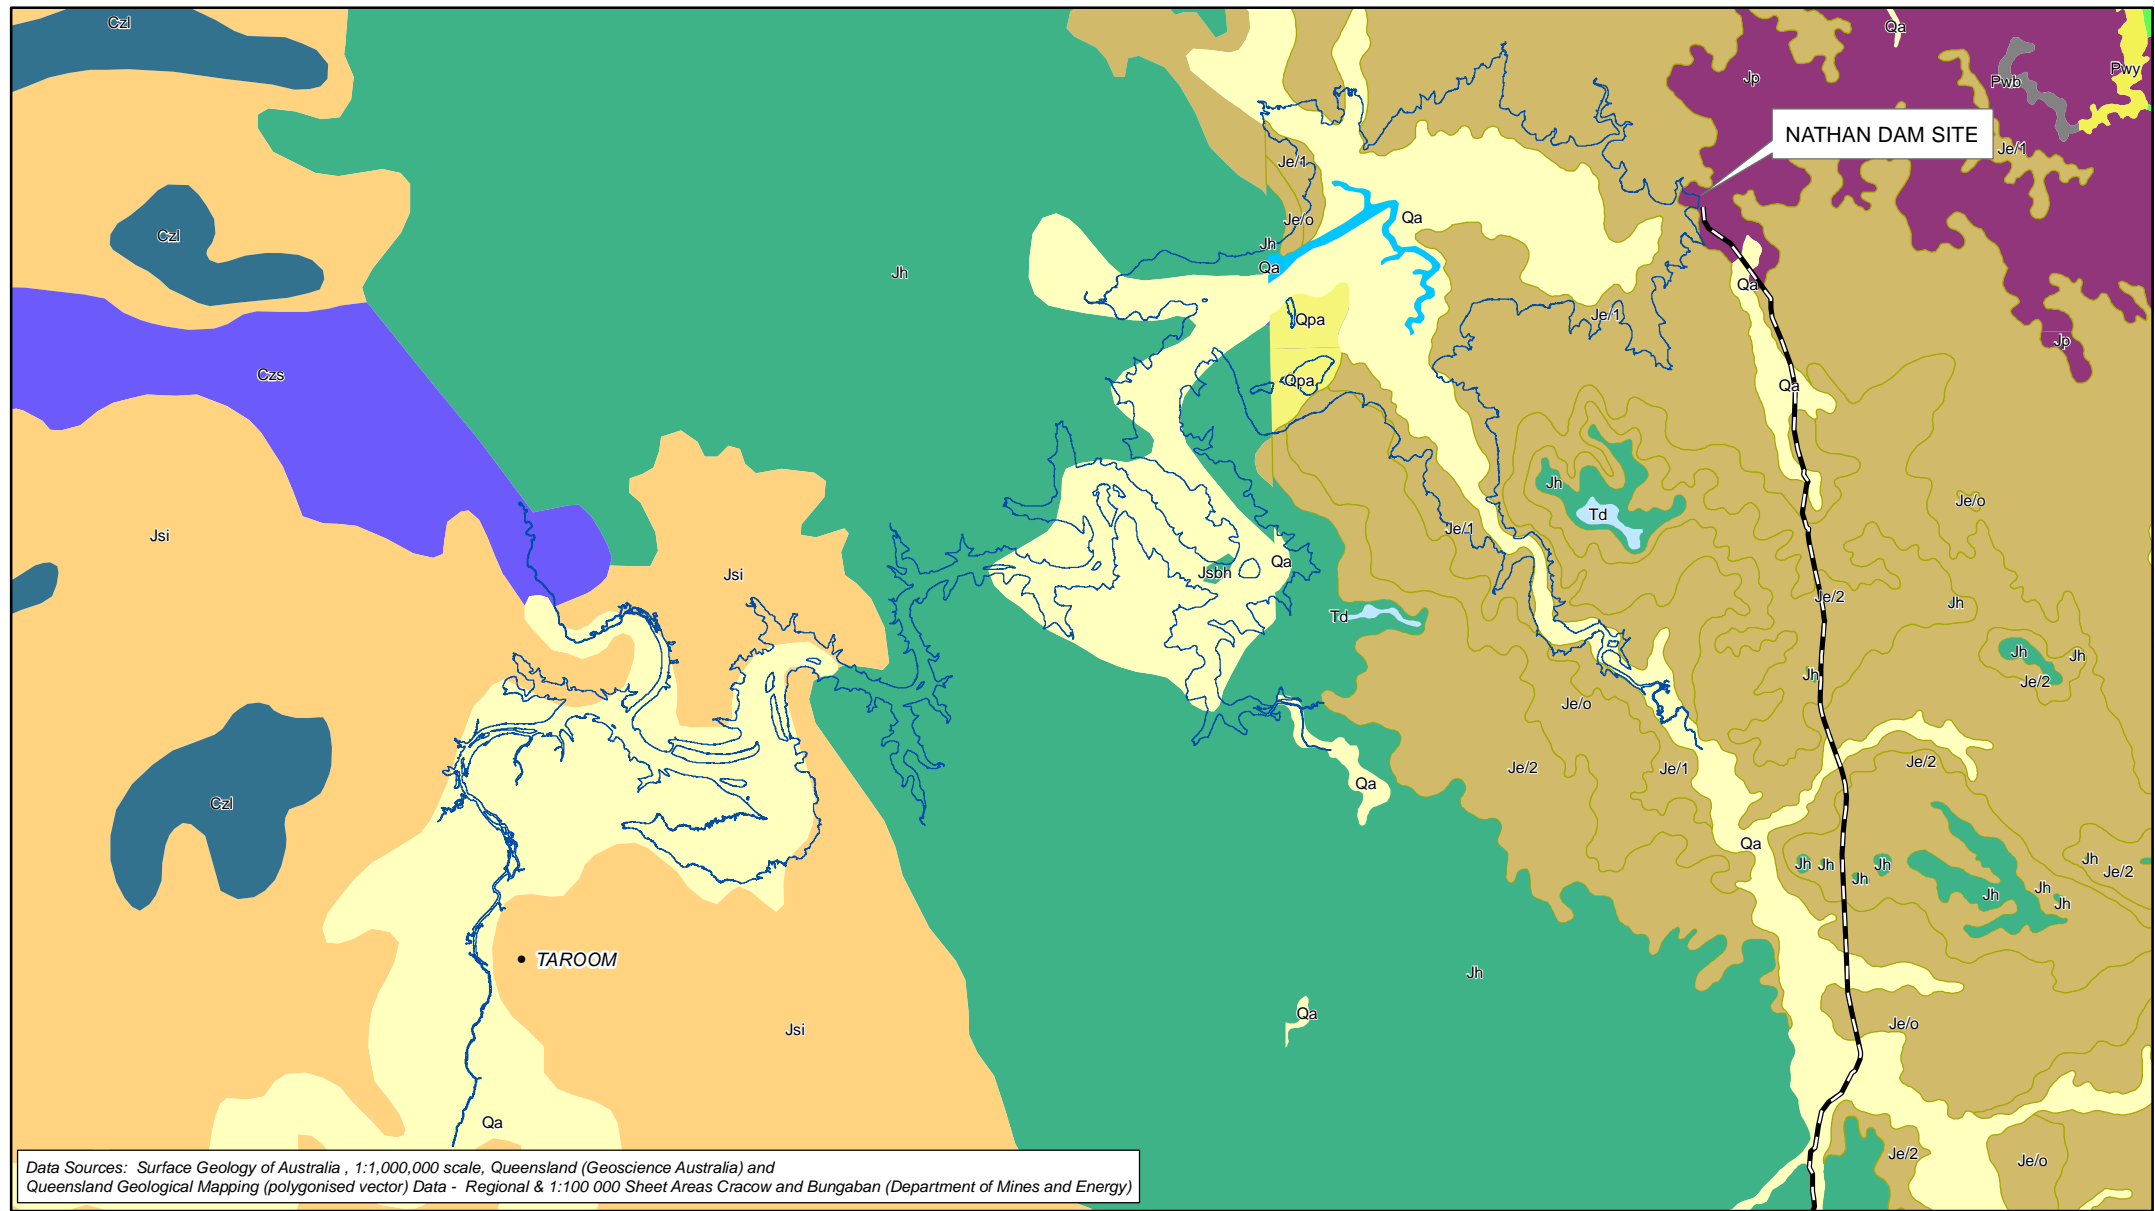 Czl
Qa
Jp
Pwb
Pwy
NATHAN DAM SITE
Je/1
Je/1
Je/o
Qa
Czl
Jh
Qa
Jh
Qa
Qpa
Je/1
Jp
Czs
Qpa
Qa
Jh
Td
Je/o
Je/1
Jsi
Qa
Jsbh
Jsi
Td
Je/2
Jh
Jh
Jh
Jh
Je/2
Je/o
Je/2
Je/1
Je/2
Qa
Czl
Qa
Jh
Jh
Jh
Jh
Jh
Je/2
Jh
Jh
Jh
TAROOM
Jh
Qa
Je/o
Jsi
Qa
Je/2
Je/o
Data Sources: Surface Geology of Australia , 1:1,000,000 scale, Queensland (Geoscience Australia) and
Queensland Geological Mapping (polygonised vector) Data - Regional & 1:100 000 Sheet Areas Cracow and Bungaban (Department of Mines and Energy)